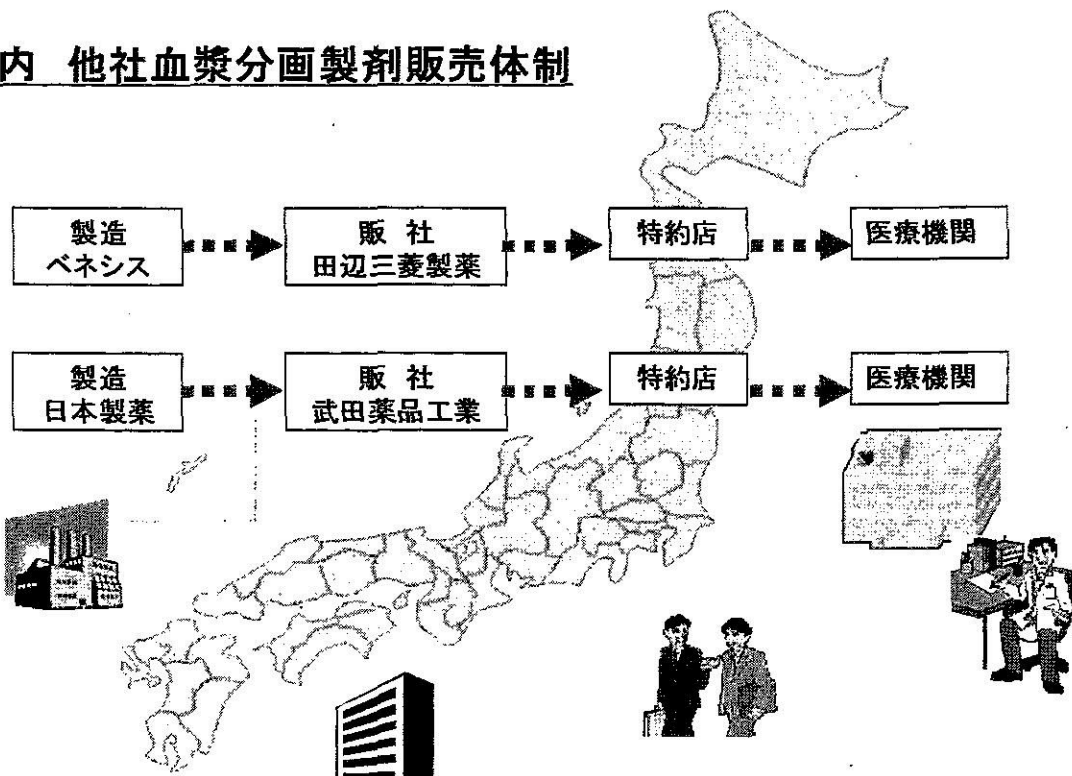 内 他社血漿分画製剤販売体制
製造
ベネシス
販 社
田辺三菱製薬
特約店
医療機関
製造
日本製薬
販 社
武田薬品工業
特約店
医療機関